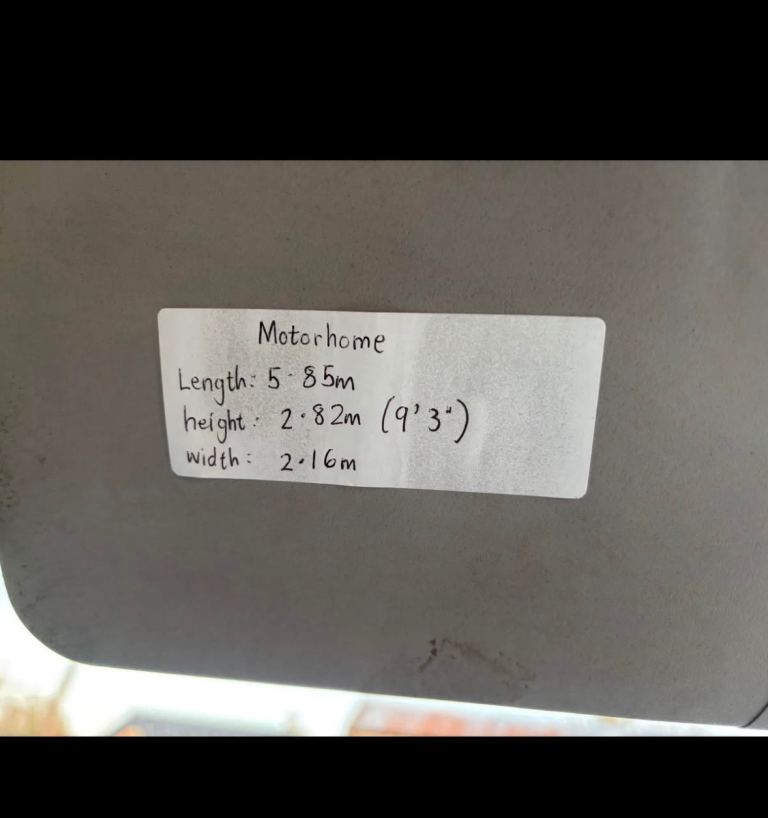 Motorhome
Length: 5.85m
height: 2.82m (9'3")
width: 2.16m